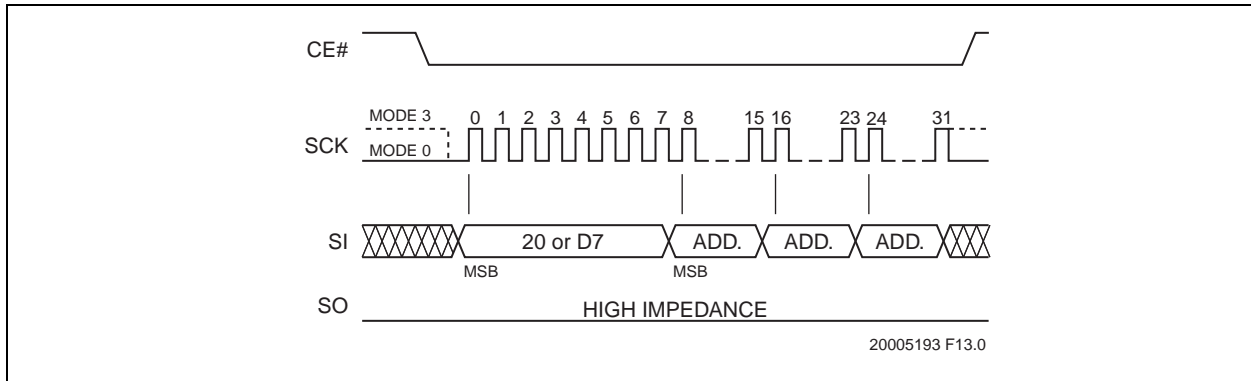 CE#
MODE 3 0 1 2 3 4 5 6 7 8 15 16 23 24 31
SCK MODE 0
SI 20 or D7 ADD. ADD. ADD.
MSB MSB
SO HIGH IMPEDANCE
20005193 F13.0